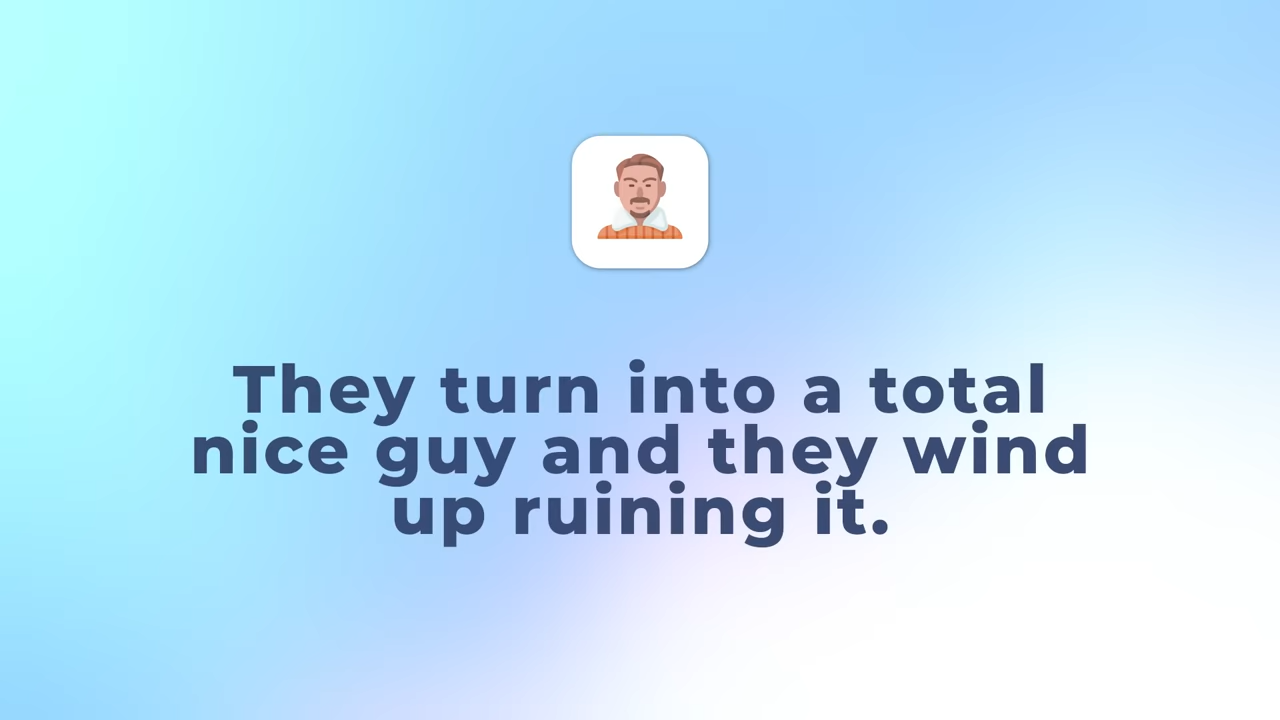 They turn into a total
nice guy and they wind
up ruining it.